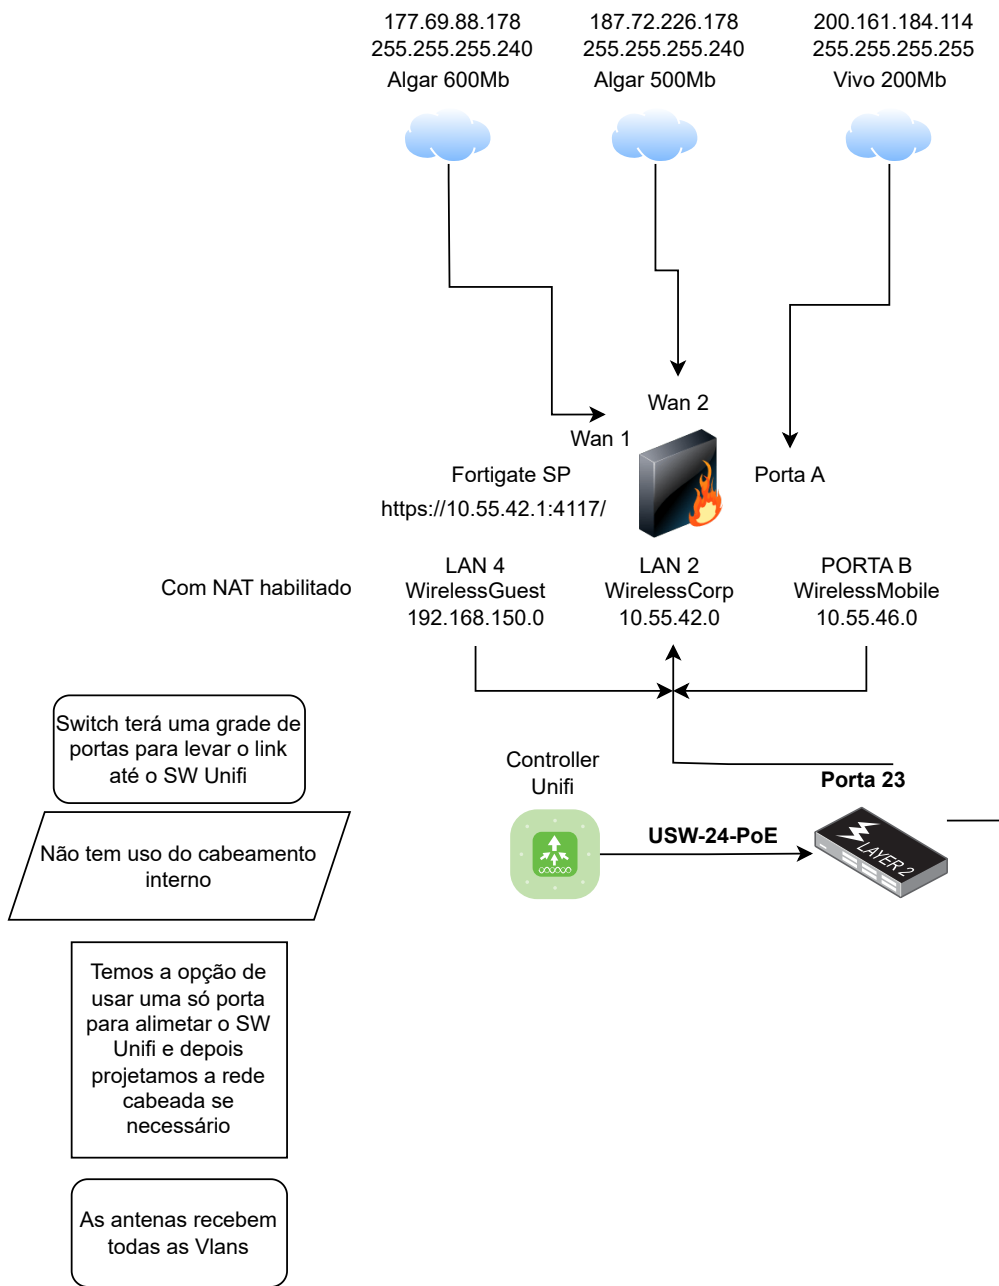 177.69.88.178
255.255.255.240
Algar 600Mb
187.72.226.178
255.255.255.240
Algar 500Mb
200.161.184.114
255.255.255.255
Vivo 200Mb
Wan 2
Wan 1
Fortigate SP
https://10.55.42.1:4117/
Porta A
Com NAT habilitado
LAN 4
WirelessGuest
192.168.150.0
LAN 2
WirelessCorp
10.55.42.0
PORTA B
WirelessMobile
10.55.46.0
Switch terá uma grade de
portas para levar o link
até o SW Unifi
Controller
Unifi
Porta 23
USW-24-PoE
LAYER 2
Não tem uso do cabeamento
interno
Temos a opção de
usar uma só porta
para alimetar o SW
Unifi e depois
projetamos a rede
cabeada se
necessário
As antenas recebem
todas as Vlans